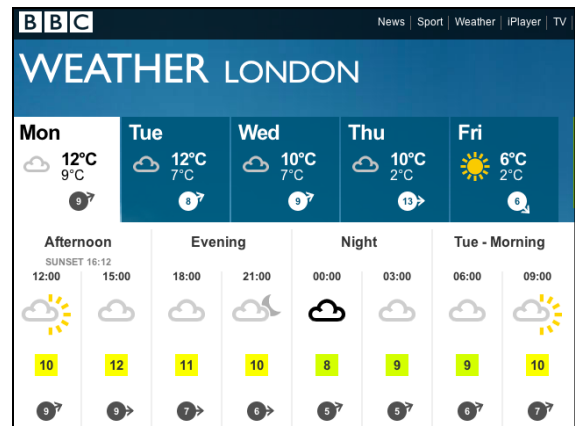 BBC News Sport Weather iPlayer TV
WEATHER LONDON
Mon Tue Wed Thu Fri
12°C 12°C 10°C 10°C 6°C
9°C 7°C 7°C 2°C 2°C
9 8 9 13 6
Afternoon Evening Night Tue - Morning
SUNSET 16:12
12:00 15:00 18:00 21:00 00:00 03:00 06:00 09:00
10 12 11 10 8 9 9 10
9 9 7 6 5 5 6 7